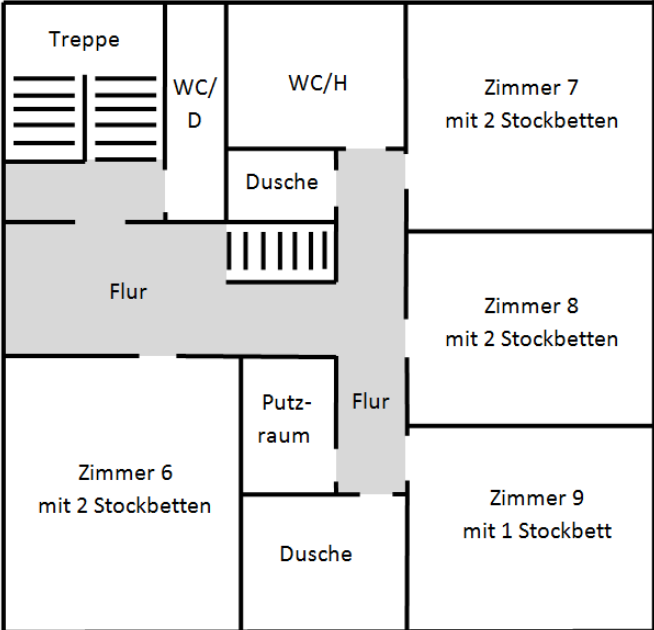 Treppe
WC/
D
WC/H
Zimmer 7
mit 2 Stockbetten
Dusche
Flur
Zimmer 8
mit 2 Stockbetten
Putz-
raum
Flur
Zimmer 6
mit 2 Stockbetten
Zimmer 9
mit 1 Stockbett
Dusche